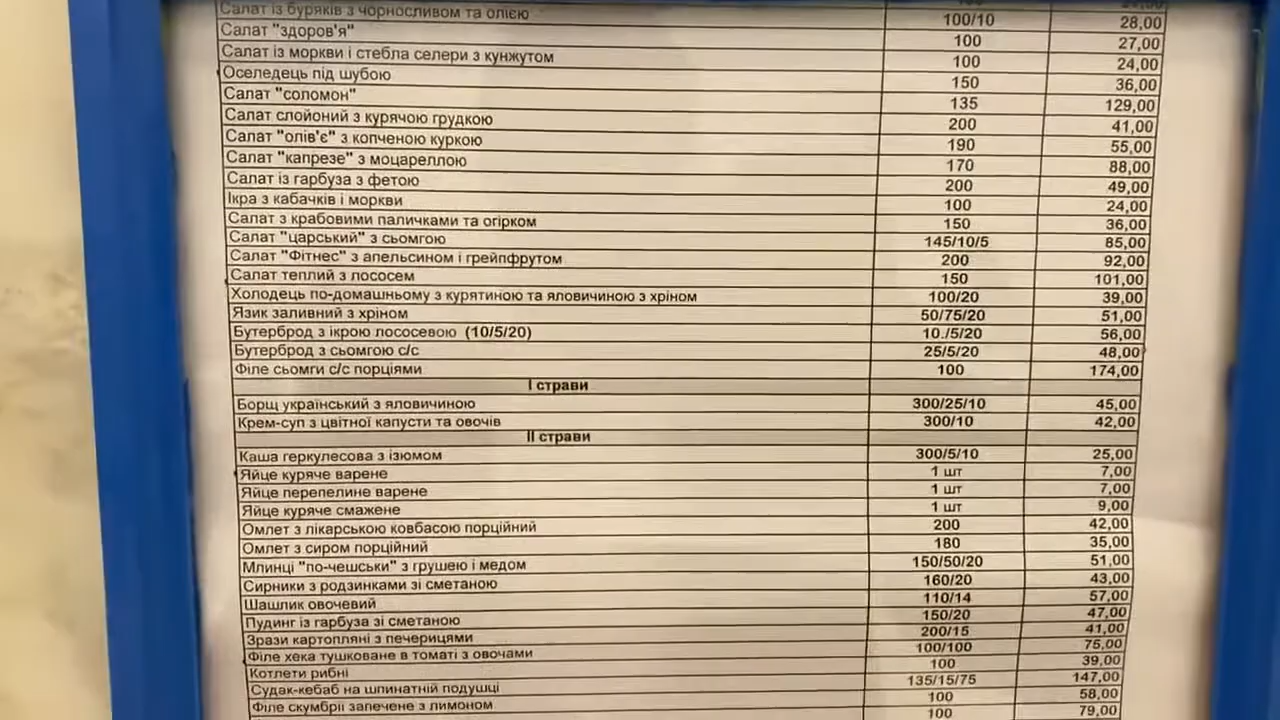 Салат із буряків з чорносливом та олією 100/10 28,00
Салат "здоров'я" 100 27,00
Салат із моркви і стебла селери з кунжутом 100 24,00
Оселедець під шубою 150 36,00
Салат "соломон" 135 129,00
Салат слойоний з курячою грудкою 200 41,00
Салат "олів'є" з копченою куркою 190 55,00
Салат "капрезе" з моцареллою 170 88,00
Салат із гарбуза з фетою 200 49,00
Ікра з кабачків і моркви 100 24,00
Салат з крабовими паличками та огірком 150 36,00
Салат "царський" з сьомгою 145/10/5 85,00
Салат "Фітнес" з апельсином і грейпфрутом 200 92,00
Салат теплий з лососем 150 101,00
Холодець по-домашньому з курятиною та яловичиною з хріном 100/20 39,00
Язик заливний з хріном 50/75/20 51,00
Бутерброд з ікрою лососевою (10/5/20) 10./5/20 56,00
Бутерброд з сьомгою с/с 25/5/20 48,00
Філе сьомги с/с порціями 100 174,00
І страви
Борщ український з яловичиною 300/25/10 45,00
Крем-суп з цвітної капусти та овочів 300/10 42,00
ІІ страви
Каша геркулесова з ізюмом 300/5/10 25,00
Яйце куряче варене 1 шт 7,00
Яйце перепелине варене 1 шт 7,00
Яйце куряче смажене 1 шт 9,00
Омлет з лікарською ковбасою порційний 200 42,00
Омлет з сиром порційний 180 35,00
Млинці "по-чешськи" з грушею і медом 150/50/20 51,00
Сирники з родзинками зі сметаною 160/20 43,00
Шашлик овочевий 110/14 57,00
Пудинг із гарбуза зі сметаною 150/20 47,00
Зрази картопляні з печерицями 200/15 41,00
Філе хека тушковане в томаті з овочами 100/100 75,00
Котлети рибні 100 39,00
Судак-кебаб на шпинатній подушці 135/15/75 147,00
Філе скумбрії запечене з лимоном 100 58,00
100 79,00